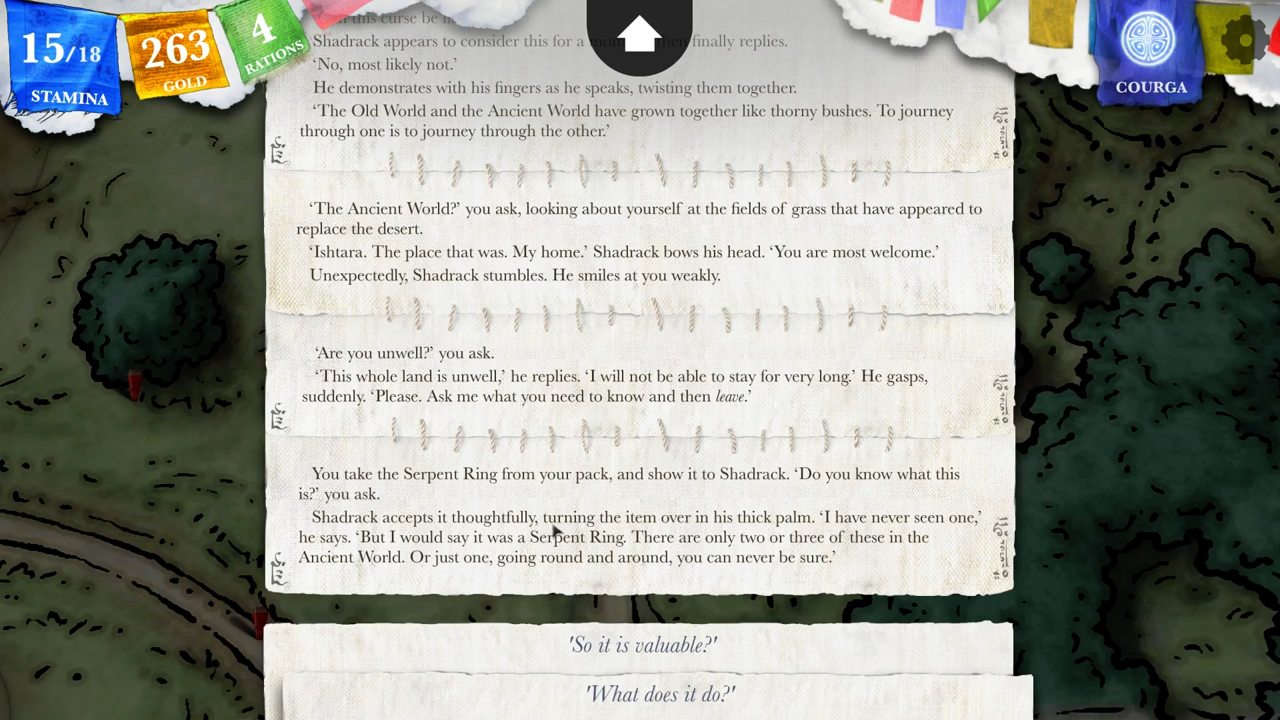 15/18
STAMINA
263
GOLD
4
RATIONS
COURGA
this curse be
Shadrack appears to consider this for a finally replies.
‘No, most likely not.’
He demonstrates with his fingers as he speaks, twisting them together.
‘The Old World and the Ancient World have grown together like thorny bushes. To journey
through one is to journey through the other.’
‘The Ancient World?’ you ask, looking about yourself at the fields of grass that have appeared to
replace the desert.
‘Ishtara. The place that was. My home.’ Shadrack bows his head. ‘You are most welcome.’
Unexpectedly, Shadrack stumbles. He smiles at you weakly.
‘Are you unwell?’ you ask.
‘This whole land is unwell,’ he replies. ‘I will not be able to stay for very long.’ He gasps,
suddenly. ‘Please. Ask me what you need to know and then leave.’
You take the Serpent Ring from your pack, and show it to Shadrack. ‘Do you know what this
is?’ you ask.
Shadrack accepts it thoughtfully, turning the item over in his thick palm. ‘I have never seen one,’
he says. ‘But I would say it was a Serpent Ring. There are only two or three of these in the
Ancient World. Or just one, going round and around, you can never be sure.’
'So it is valuable?'
'What does it do?'